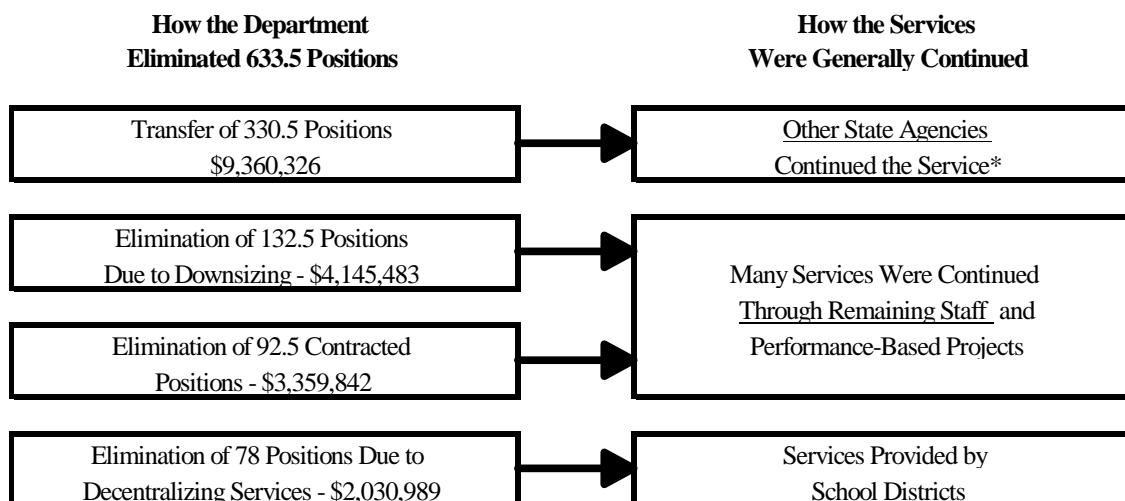 How the Department
Eliminated 633.5 Positions
How the Services
Were Generally Continued
Transfer of 330.5 Positions
$9,360,326
Other State Agencies
Continued the Service*
Elimination of 132.5 Positions
Due to Downsizing - $4,145,483
Elimination of 92.5 Contracted
Positions - $3,359,842
Many Services Were Continued
Through Remaining Staff and
Performance-Based Projects
Elimination of 78 Positions Due to
Decentralizing Services - $2,030,989
Services Provided by
School Districts